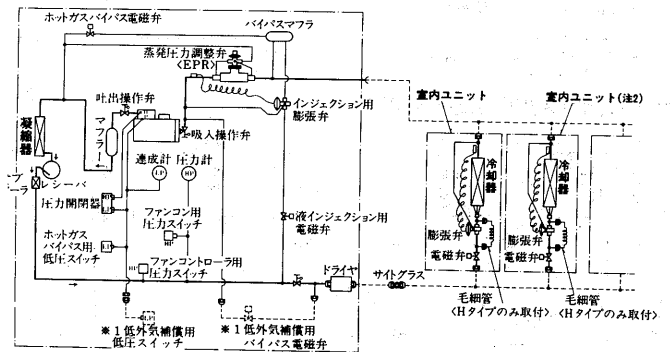 ホットガスバイパス電磁弁
バイパスマフラ
蒸発圧力調整弁
<EPR>
吐出操作弁
マフラー
凝縮器
レシーバ
吸入操作弁
インジェクション用
膨張弁
連成計
圧力計
LP
HP
圧力開閉器
HP
LP
ファンコン用
圧力スイッチ
HP
ホットガス
バイパス用
低圧スイッチ
LP
ファンコントローラ用
圧力スイッチ
HP
液インジェクション用
電磁弁
ドライヤ
サイトグラス
※1低外気補償用
低圧スイッチ
LP
※1低外気補償用
バイパス電磁弁
室内ユニット
冷却器
膨張弁
電磁弁
毛細管
<Hタイプのみ取付>
室内ユニット(注2)
冷却器
膨張弁
電磁弁
毛細管
<Hタイプのみ取付>